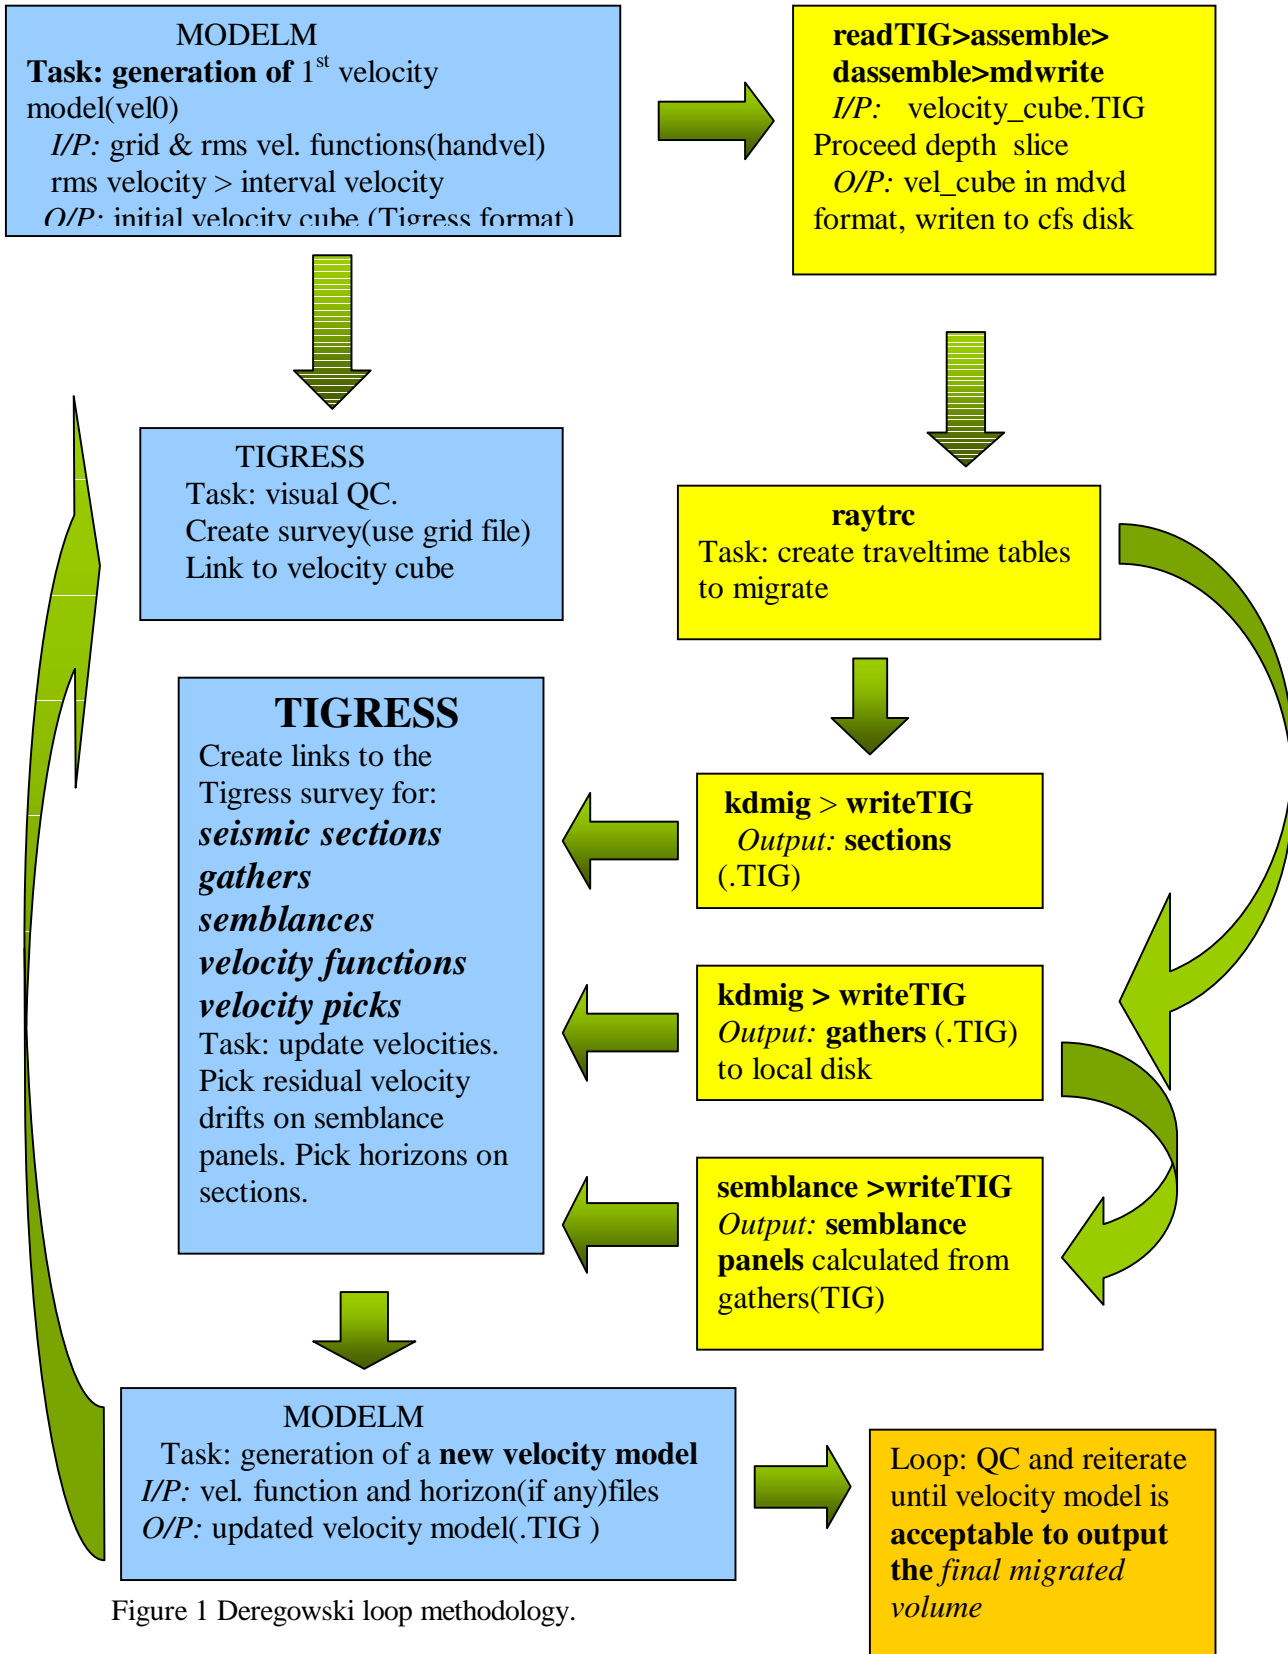 MODELM
Task: generation of 1st velocity
model(vel0)
I/P: grid & rms vel. functions(handvel)
rms velocity > interval velocity
O/P: initial velocity cube (Tigress format)
readTIG>assemble>
dassemble>mdwrite
I/P: velocity_cube.TIG
Proceed depth slice
O/P: vel_cube in mdvd
format, writen to cfs disk
TIGRESS
Task: visual QC.
Create survey(use grid file)
Link to velocity cube
raytrc
Task: create traveltime tables
to migrate
TIGRESS
Create links to the
Tigress survey for:
seismic sections
gathers
semblances
velocity functions
velocity picks
Task: update velocities.
Pick residual velocity
drifts on semblance
panels. Pick horizons on
sections.
kdmig > writeTIG
Output: sections
(.TIG)
kdmig > writeTIG
Output: gathers (.TIG)
to local disk
semblance >writeTIG
Output: semblance
panels calculated from
gathers(TIG)
MODELM
Task: generation of a new velocity model
I/P: vel. function and horizon(if any)files
O/P: updated velocity model(.TIG )
Loop: QC and reiterate
until velocity model is
acceptable to output
the final migrated
volume
Figure 1 Deregowski loop methodology.